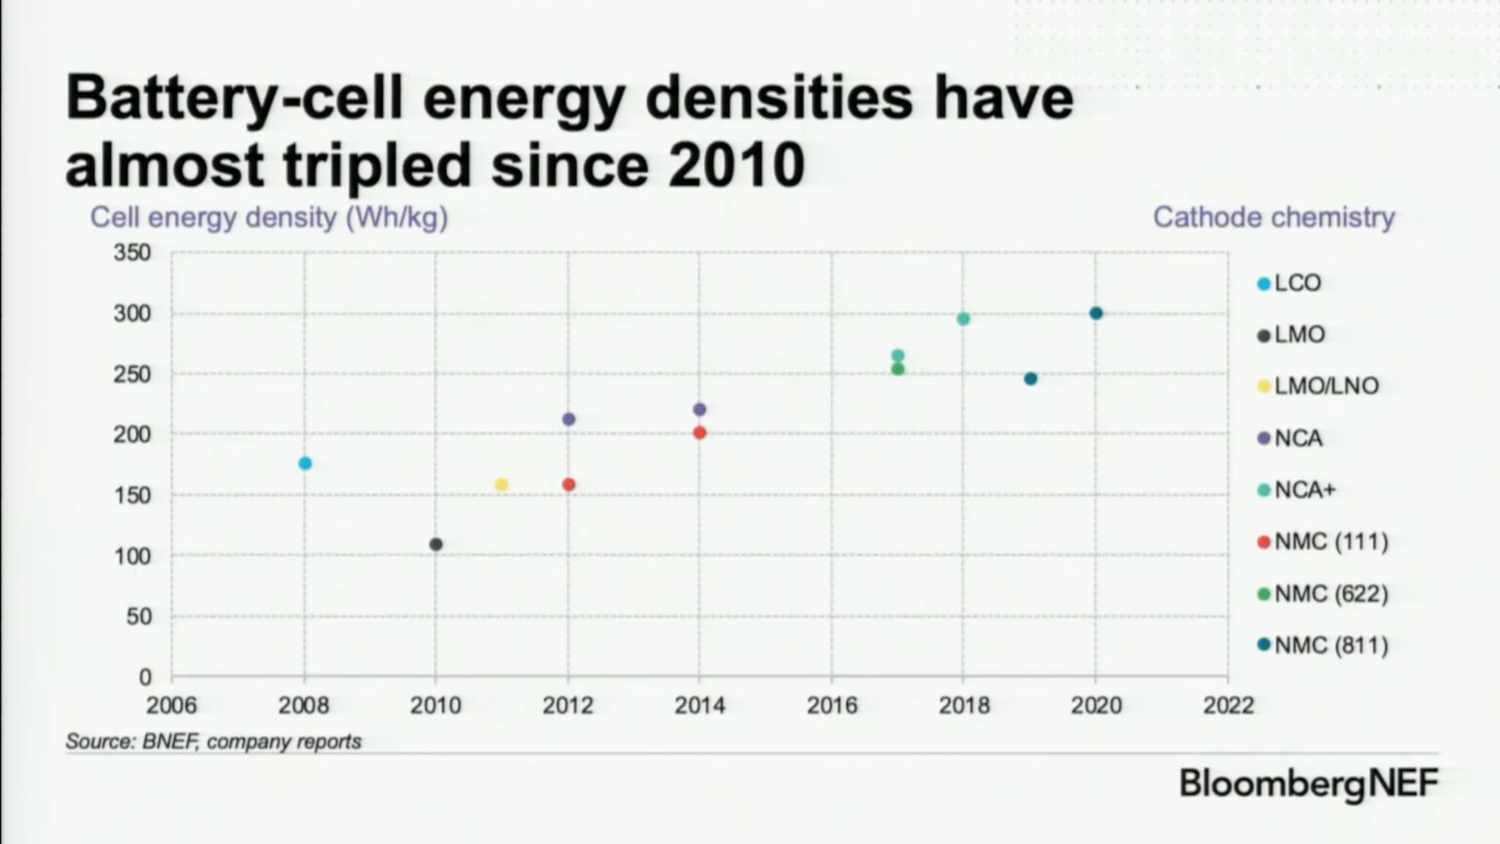 Battery-cell energy densities have
almost tripled since 2010
Cell energy density (Wh/kg)
Cathode chemistry
350
300
250
200
150
100
50
0
2006 2008 2010 2012 2014 2016 2018 2020 2022
LCO
LMO
LMO/LNO
NCA
NCA+
NMC (111)
NMC (622)
NMC (811)
Source: BNEF, company reports
BloombergNEF